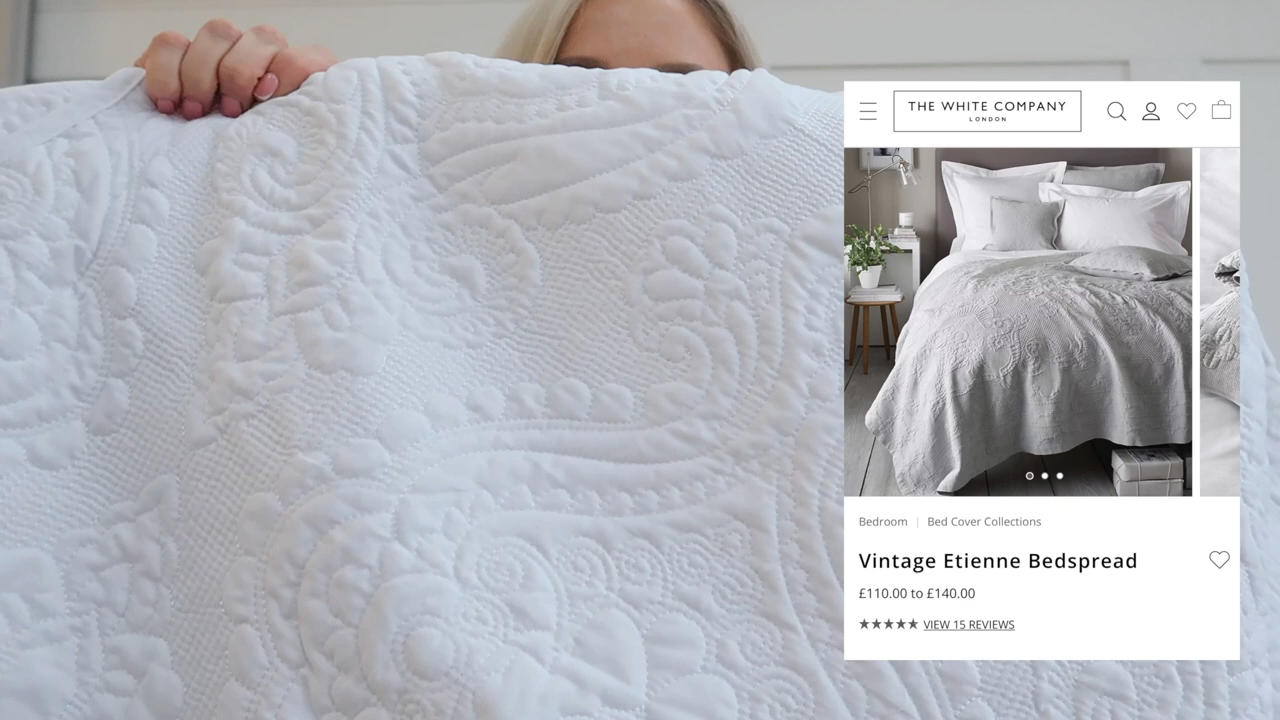 THE WHITE COMPANY
LONDON
Bedroom | Bed Cover Collections
Vintage Etienne Bedspread
£110.00 to £140.00
VIEW 15 REVIEWS